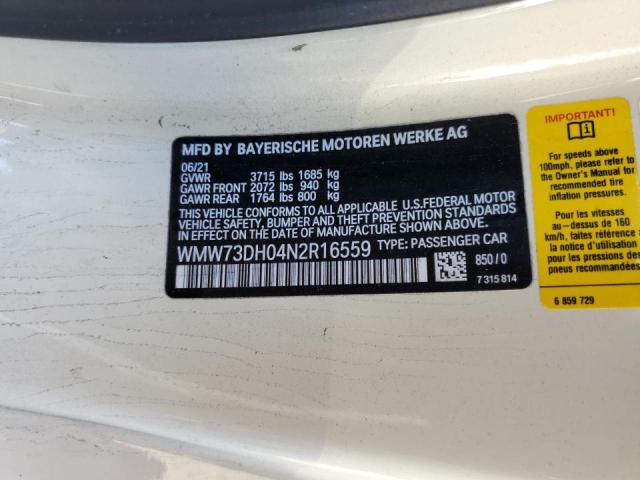 MFD BY BAYERISCHE MOTOREN WERKE AG
06/21
GVWR 3715 lbs 1685 kg
GAWR FRONT 2072 lbs 940 kg
GAWR REAR 1764 lbs 800 kg
THIS VEHICLE CONFORMS TO ALL APPLICABLE U.S.FEDERAL MOTOR
VEHICLE SAFETY, BUMPER, AND THEFT PREVENTION STANDARDS
IN EFFECT ON THE DATE OF MANUFACTURE SHOWN ABOVE.
WMW73DH04N2R16559 TYPE: PASSENGER CAR
850 / 0
7 315 814
IMPORTANT!
For speeds above
100mph, please refer to
the Owner's Manual for
recommended tire
inflation pressures.
Pour les vitesses
au-dessus de 160
km/h, faites référence à
la notice d'utilisation
pour les pressions des
pneus
6 859 729